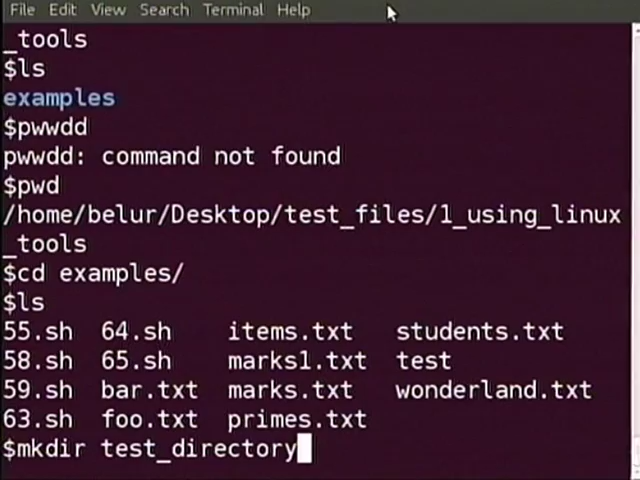 File Edit View Search Terminal Help
_tools
$ls
examples
$pwwdd
pwwdd: command not found
$pwd
/home/belur/Desktop/test_files/1_using_linux
_tools
$cd examples/
$ls
55.sh 64.sh items.txt students.txt
58.sh 65.sh marks1.txt test
59.sh bar.txt marks.txt wonderland.txt
63.sh foo.txt primes.txt
$mkdir test_directory